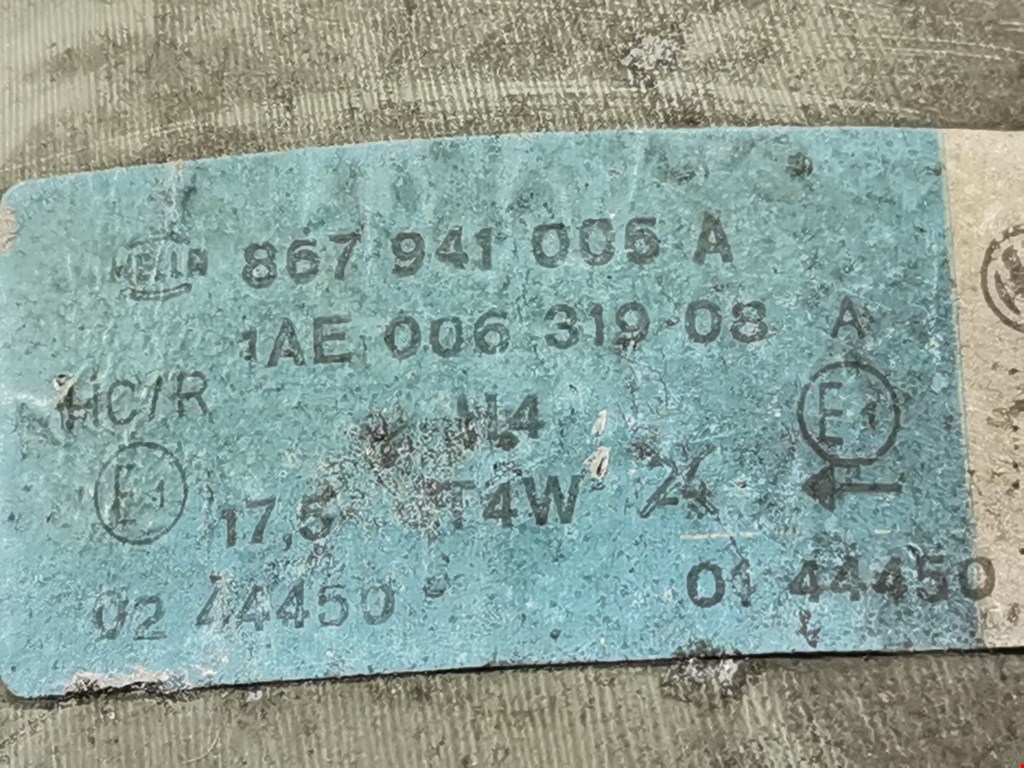 HELLA 867 941 005 A
1AE 006 319-08 A
HC/R H4 E1
E1 17,5 T4W
02 44450 01 44450